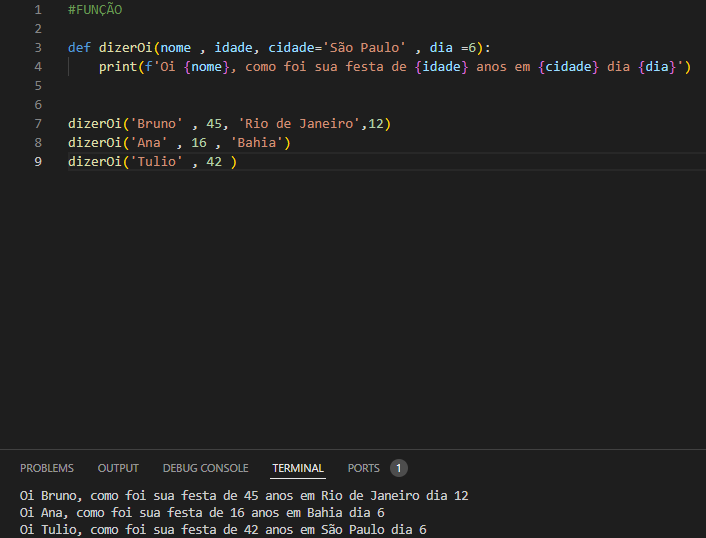 1 #FUNÇÃO
2
3 def dizerOi(nome , idade, cidade='São Paulo' , dia =6):
4     print(f'Oi {nome}, como foi sua festa de {idade} anos em {cidade} dia {dia}')
5
6
7 dizerOi('Bruno' , 45, 'Rio de Janeiro',12)
8 dizerOi('Ana' , 16 , 'Bahia')
9 dizerOi('Tulio' , 42 )
PROBLEMS OUTPUT DEBUG CONSOLE TERMINAL PORTS 1
Oi Bruno, como foi sua festa de 45 anos em Rio de Janeiro dia 12
Oi Ana, como foi sua festa de 16 anos em Bahia dia 6
Oi Tulio, como foi sua festa de 42 anos em São Paulo dia 6